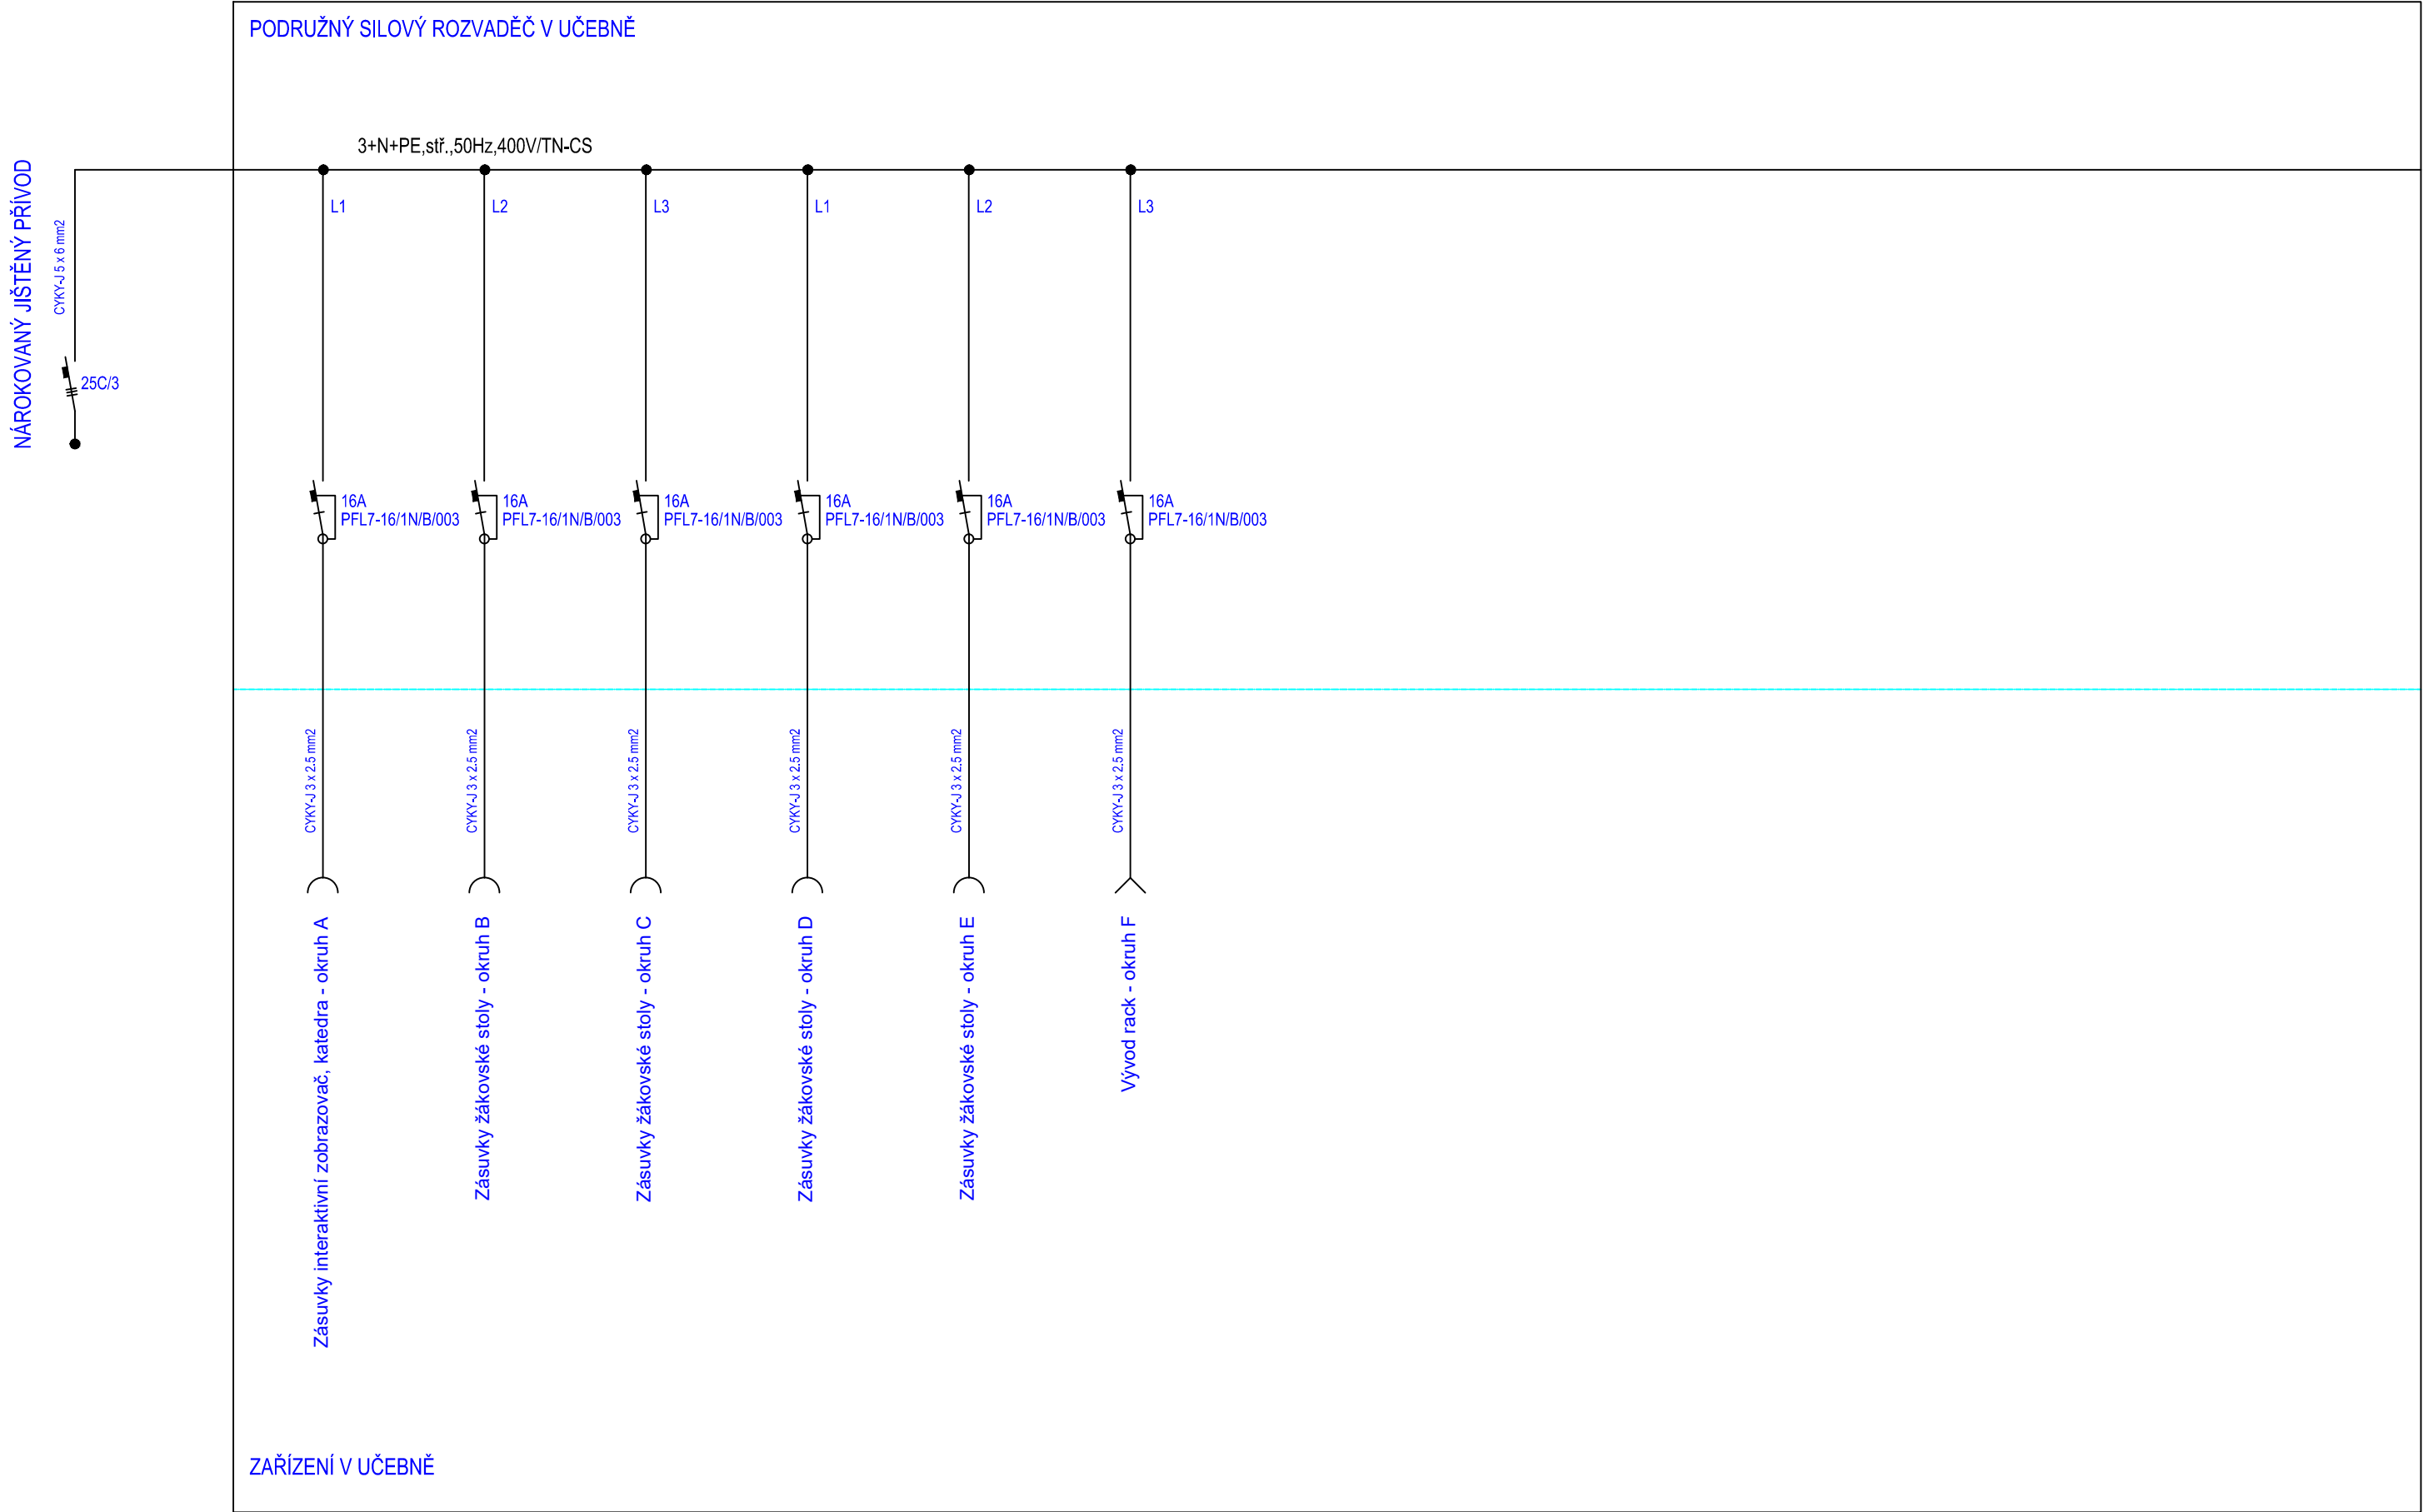 PODRUŽNÝ SILOVÝ ROZVADĚČ V UČEBNĚ
3+N+PE,stř.,50Hz,400V/TN-CS
NÁROKOVANÝ JIŠTĚNÝ PŘÍVOD
CYKY-J 5 x 6 mm2
25C/3
L1
L2
L3
L1
L2
L3
16A
PFL7-16/1N/B/003
16A
PFL7-16/1N/B/003
16A
PFL7-16/1N/B/003
16A
PFL7-16/1N/B/003
16A
PFL7-16/1N/B/003
16A
PFL7-16/1N/B/003
CYKY-J 3 x 2.5 mm2
CYKY-J 3 x 2.5 mm2
CYKY-J 3 x 2.5 mm2
CYKY-J 3 x 2.5 mm2
CYKY-J 3 x 2.5 mm2
CYKY-J 3 x 2.5 mm2
Zásuvky interaktivní zobrazovač, katedra - okruh A
Zásuvky žákovské stoly - okruh B
Zásuvky žákovské stoly - okruh C
Zásuvky žákovské stoly - okruh D
Zásuvky žákovské stoly - okruh E
Vývod rack - okruh F
ZAŘÍZENÍ V UČEBNĚ